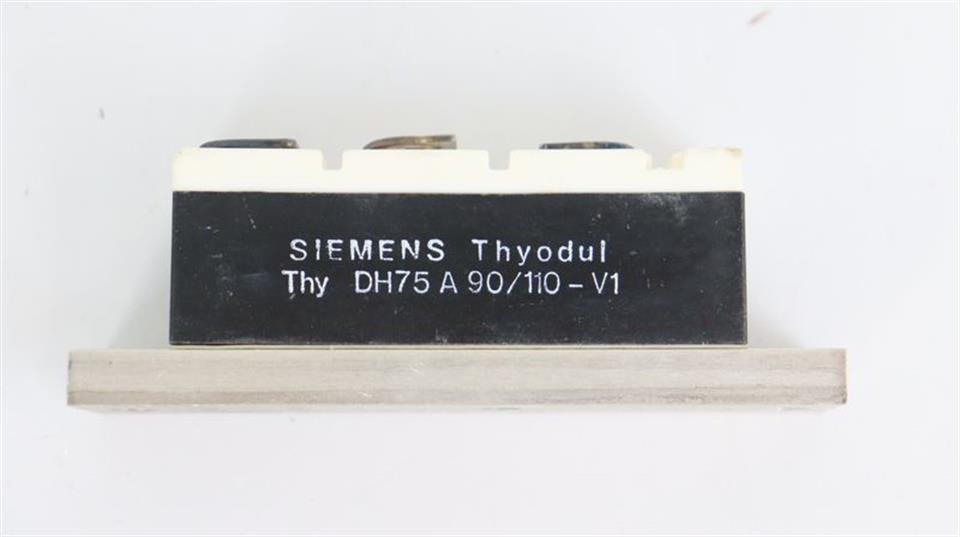 SIEMENS Thyodul
Thy DH75 A 90/110-V1